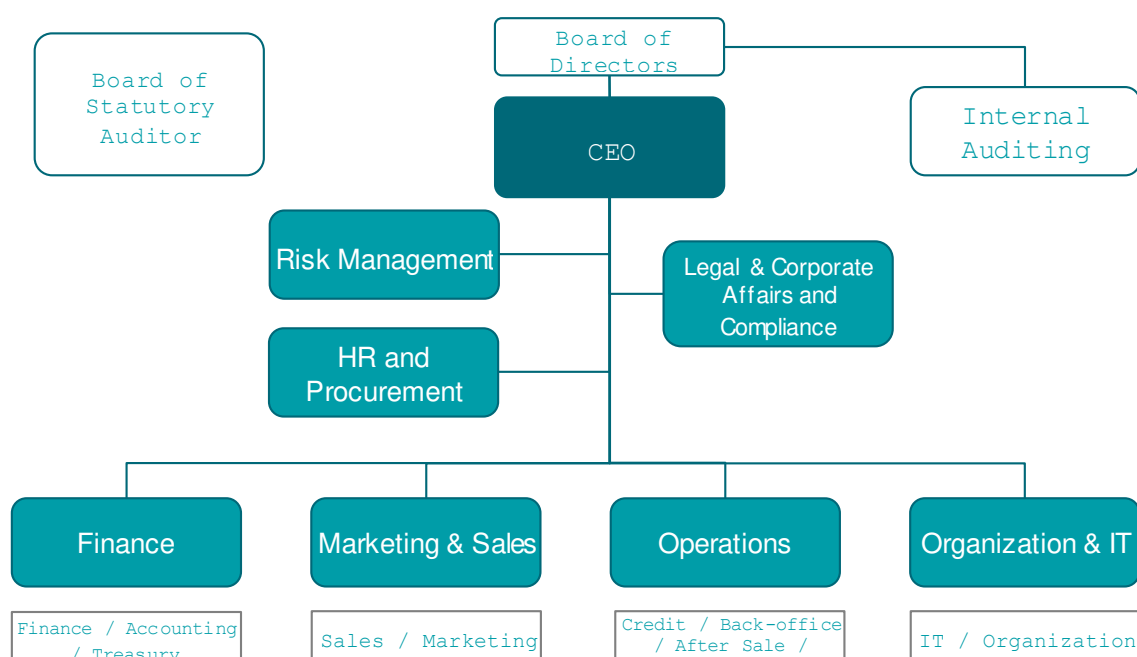 Board of
Directors
Board of
Statutory
Auditor
Internal
Auditing
CEO
Risk Management
Legal & Corporate
Affairs and
Compliance
HR and
Procurement
Finance
Marketing & Sales
Operations
Organization & IT
Finance / Accounting
/ Treasury
Sales / Marketing
Credit / Back-office
/ After Sale /
IT / Organization